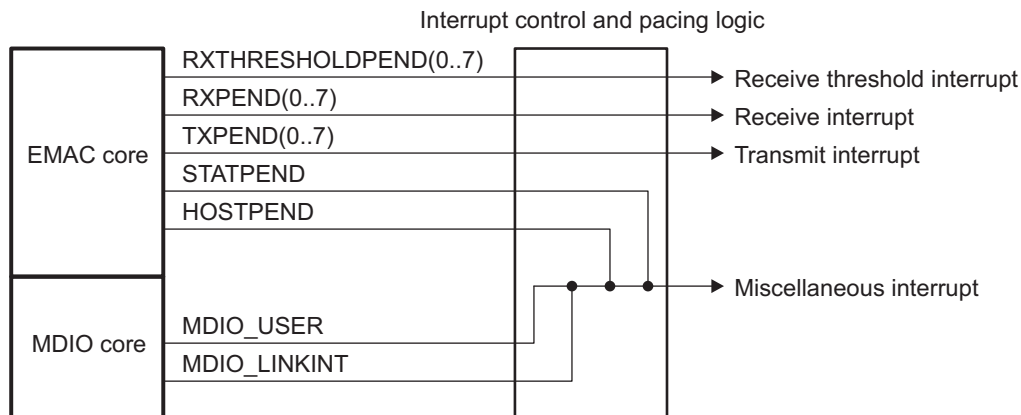 Interrupt control and pacing logic
RXTHRESHOLDPEND(0..7)
Receive threshold interrupt
RXPEND(0..7)
Receive interrupt
TXPEND(0..7)
Transmit interrupt
EMAC core
STATPEND
HOSTPEND
Miscellaneous interrupt
MDIO_USER
MDIO core
MDIO_LINKINT